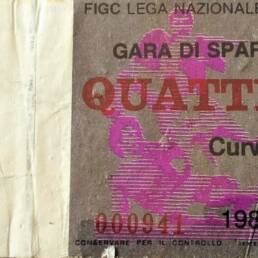 FIGC LEGA NAZIONALE
GARA DI SPAR
QUATT
Curv
000941 198
CONSERVARE PER IL CONTROLLO